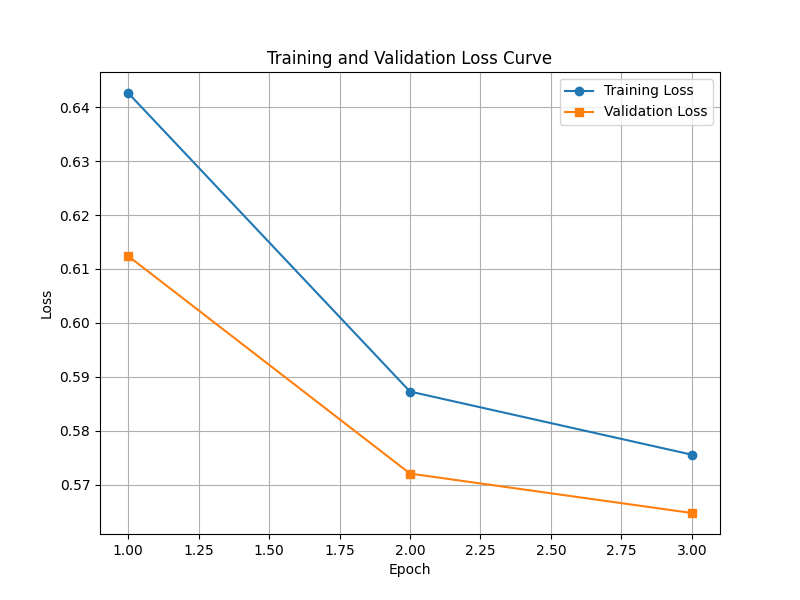 Training and Validation Loss Curve
Training Loss
Validation Loss
0.64
0.63
0.62
0.61
0.60
0.59
0.58
0.57
Loss
1.00 1.25 1.50 1.75 2.00 2.25 2.50 2.75 3.00
Epoch